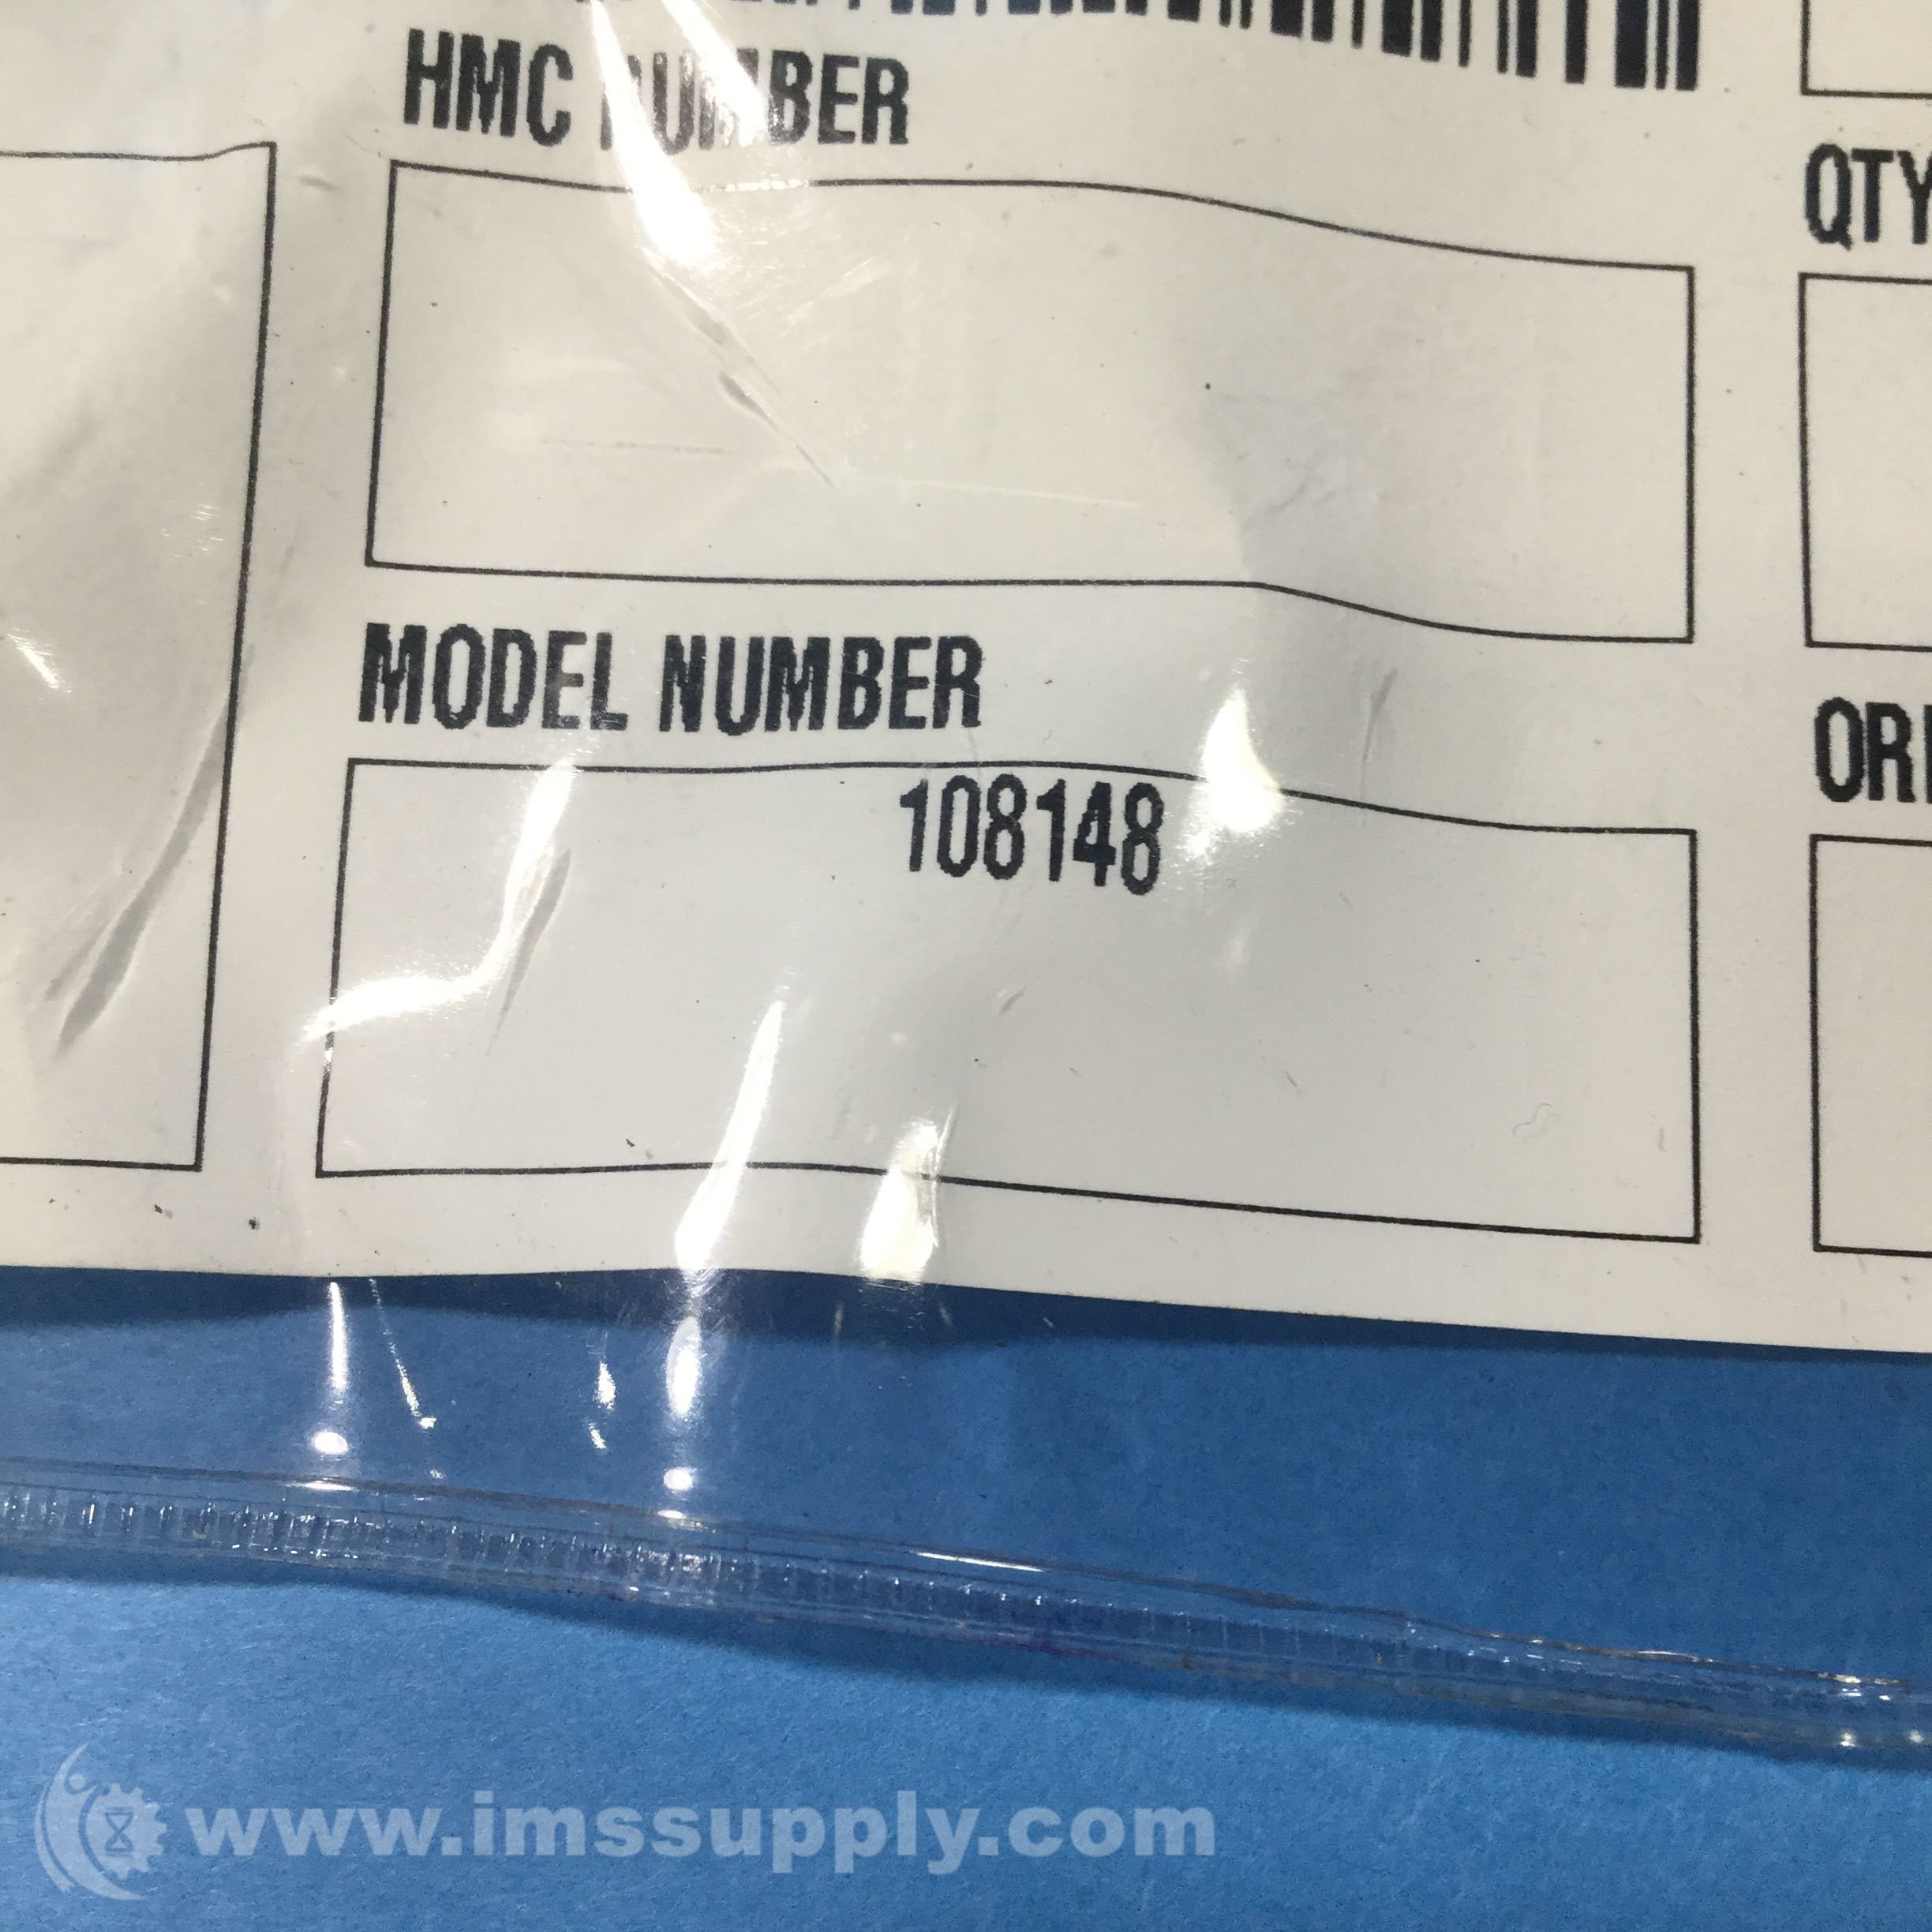 HMC NUMBER
QTY
MODEL NUMBER
108148
www.imssupply.com